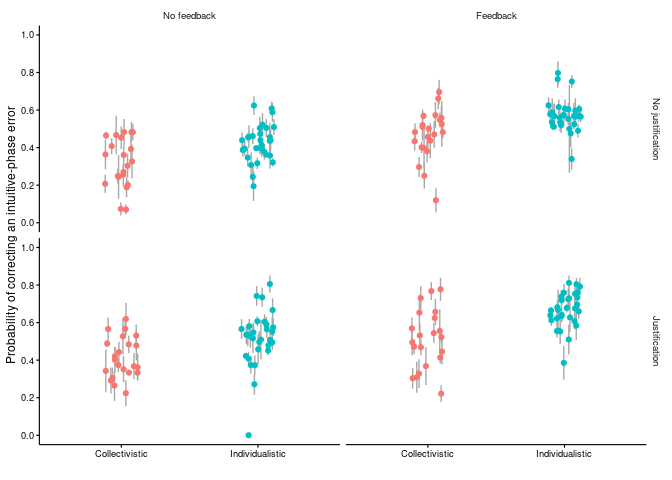 No feedback
Feedback
Probability of correcting an intuitive-phase error
1.0
0.8
0.6
0.4
0.2
0.0
No justification
1.0
0.8
0.6
0.4
0.2
0.0
Justification
Collectivistic
Individualistic
Collectivistic
Individualistic